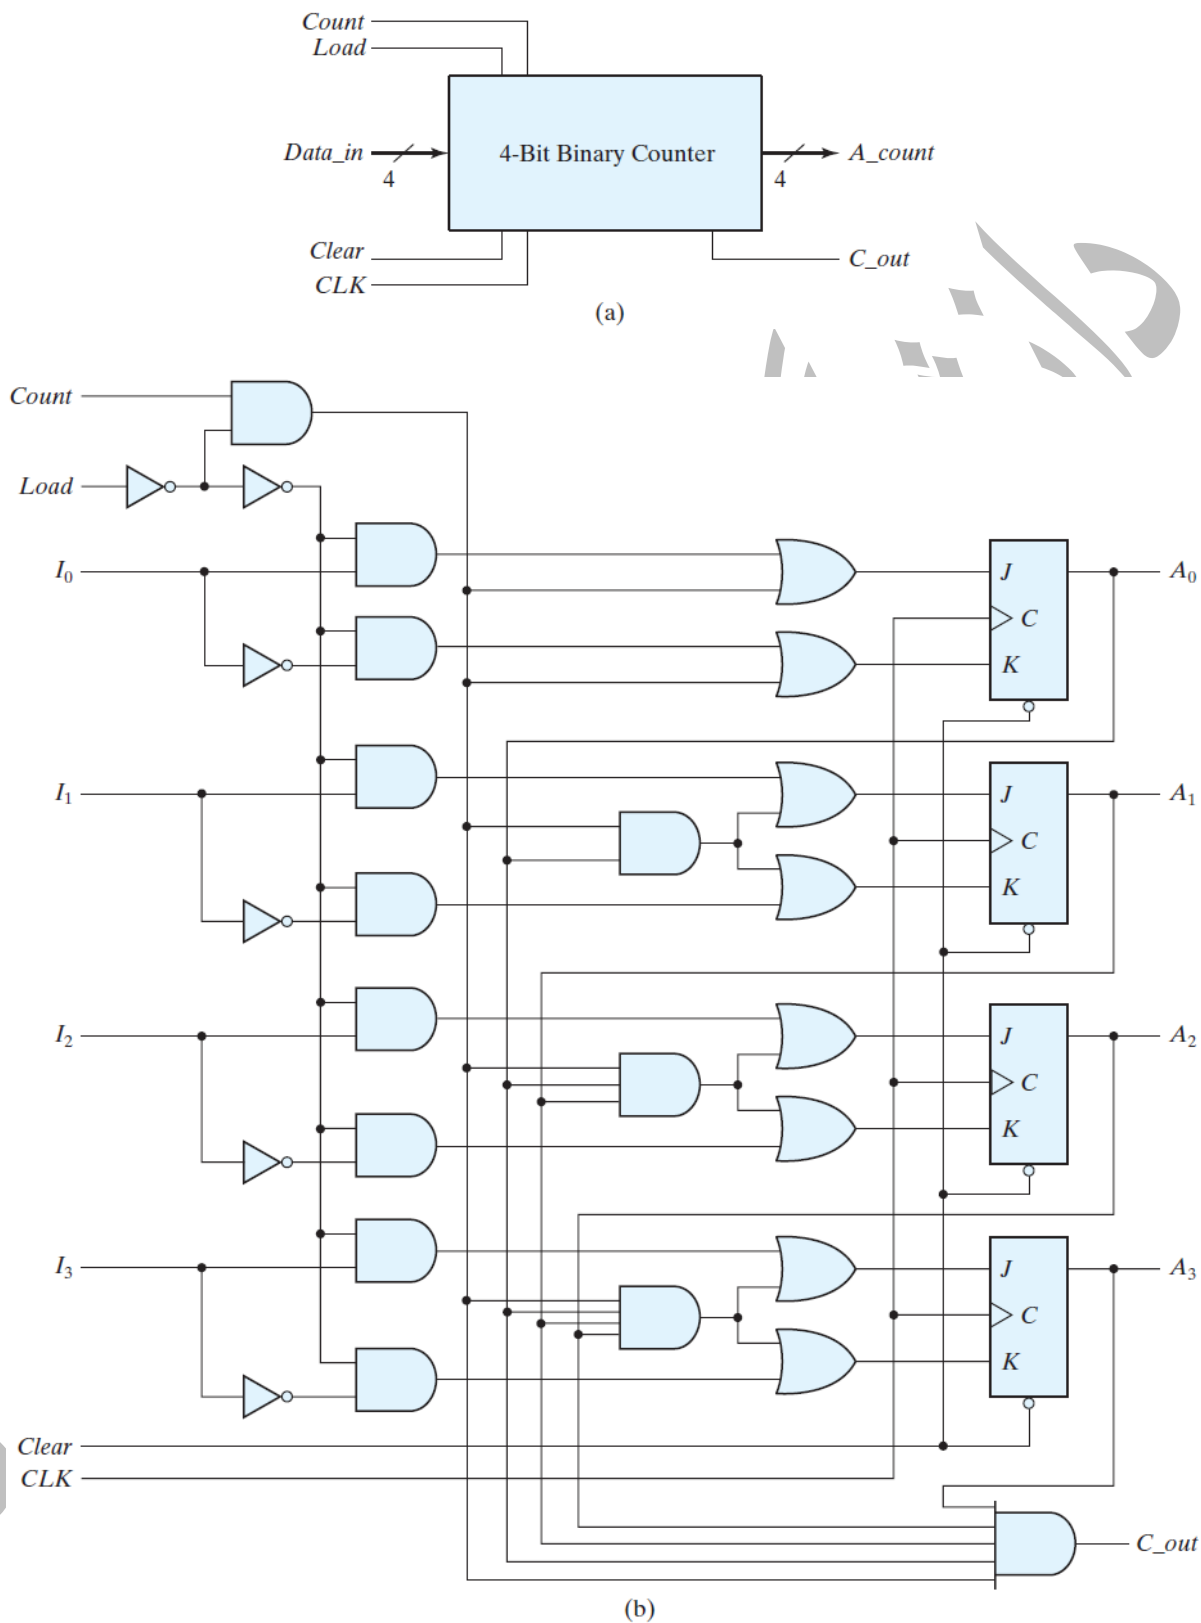 Count
Load
Data_in
4
4-Bit Binary Counter
4
A_count
Clear
CLK
C_out
(a)
Count
Load
I0
J
A0
C
K
I1
J
A1
C
K
I2
J
A2
C
K
I3
J
A3
C
K
Clear
CLK
C_out
(b)